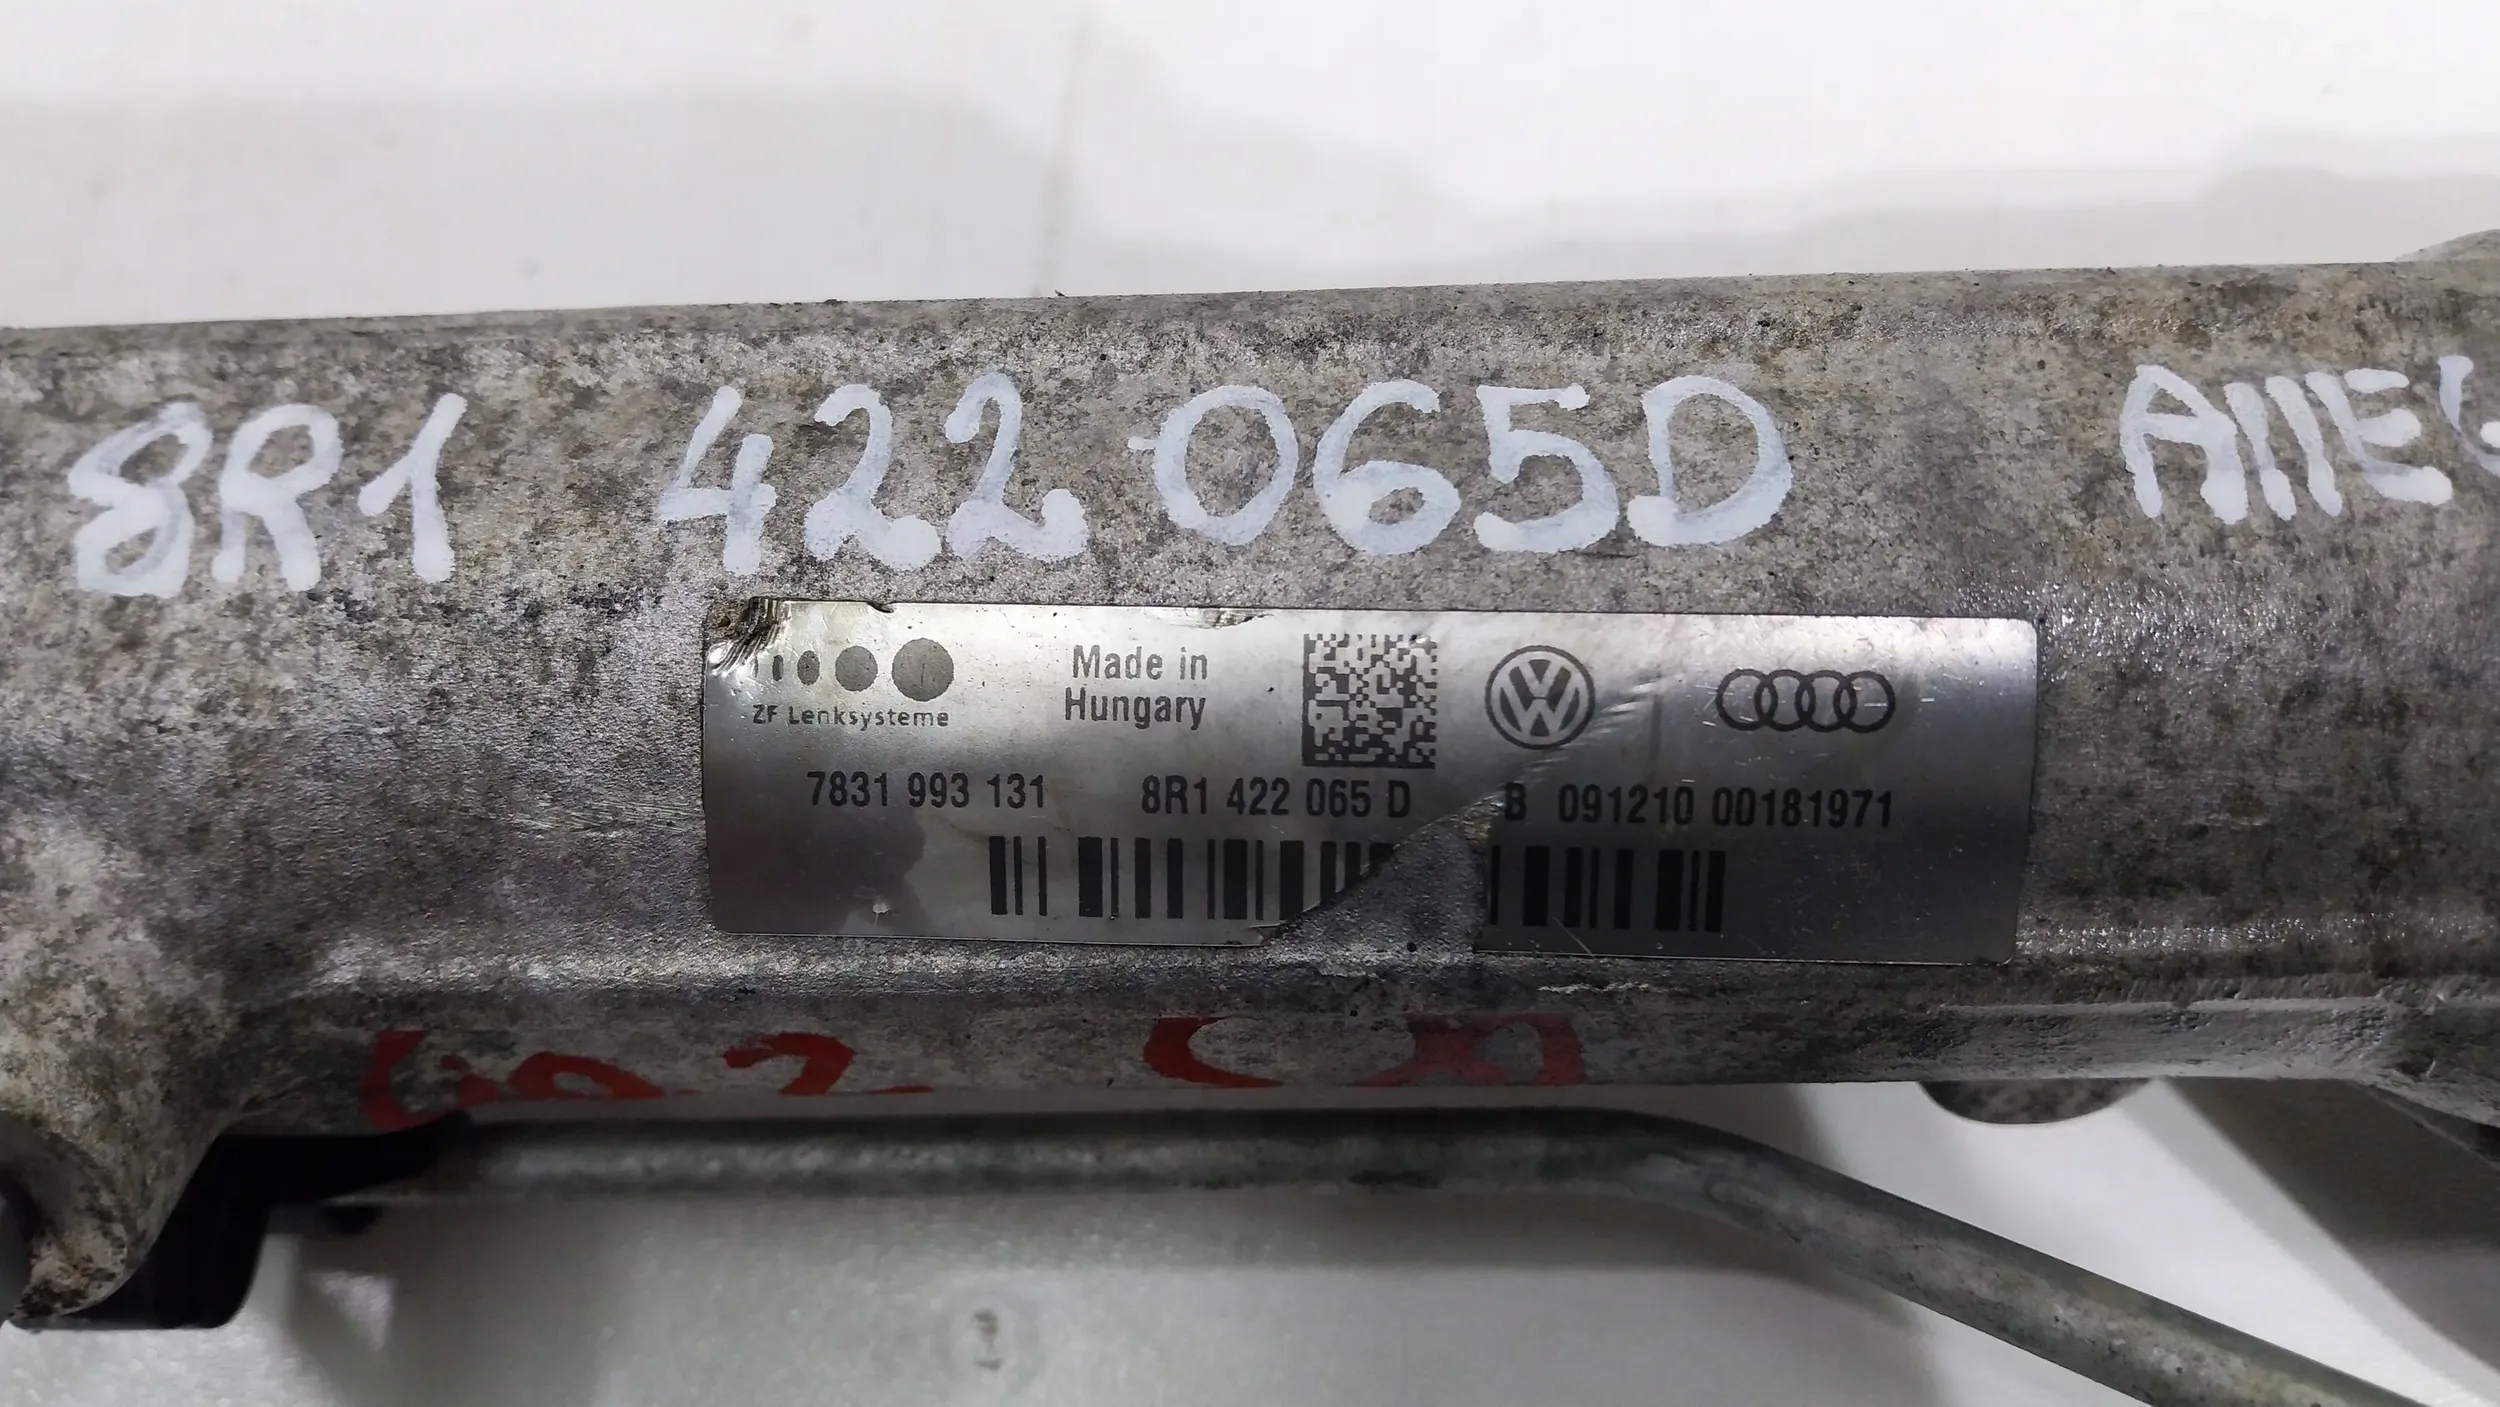 8R1 422 065D
ZF Lenksysteme
Made in
Hungary
7831 993 131 8R1 422 065 D B 091210 00181971